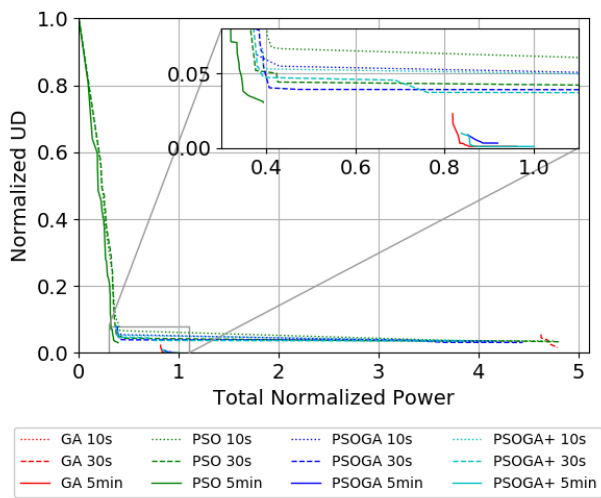 1.0
0.8
0.6
0.4
0.2
0.0
Normalized UD
0.05
0.00
0.4 0.6 0.8 1.0
0 1 2 3 4 5
Total Normalized Power
GA 10s PSO 10s PSOGA 10s PSOGA+ 10s
GA 30s PSO 30s PSOGA 30s PSOGA+ 30s
GA 5min PSO 5min PSOGA 5min PSOGA+ 5min